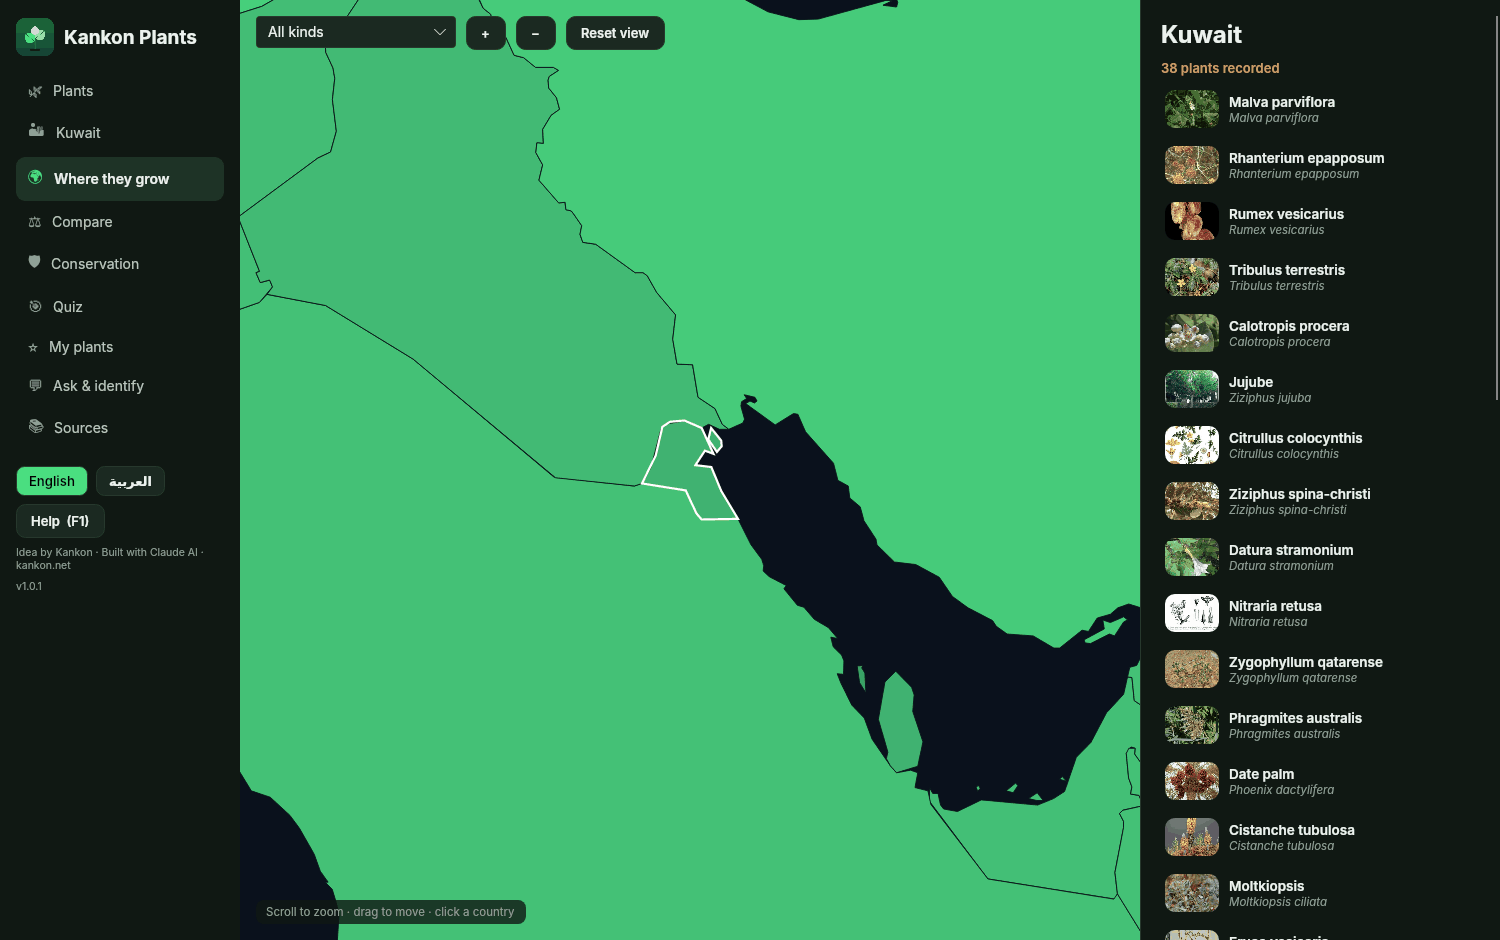 Kankon Plants
Plants
Kuwait
Where they grow
Compare
Conservation
Quiz
My plants
Ask & identify
Sources
English
العربية
Help (F1)
Idea by Kankon · Built with Claude AI ·
kankon.net
v1.0.1
All kinds
+
−
Reset view
Scroll to zoom · drag to move · click a country
Kuwait
38 plants recorded
Malva parviflora
Malva parviflora
Rhanterium epapposum
Rhanterium epapposum
Rumex vesicarius
Rumex vesicarius
Tribulus terrestris
Tribulus terrestris
Calotropis procera
Calotropis procera
Jujube
Ziziphus jujuba
Citrullus colocynthis
Citrullus colocynthis
Ziziphus spina-christi
Ziziphus spina-christi
Datura stramonium
Datura stramonium
Nitraria retusa
Nitraria retusa
Zygophyllum qatarense
Zygophyllum qatarense
Phragmites australis
Phragmites australis
Date palm
Phoenix dactylifera
Cistanche tubulosa
Cistanche tubulosa
Moltkiopsis
Moltkiopsis ciliata